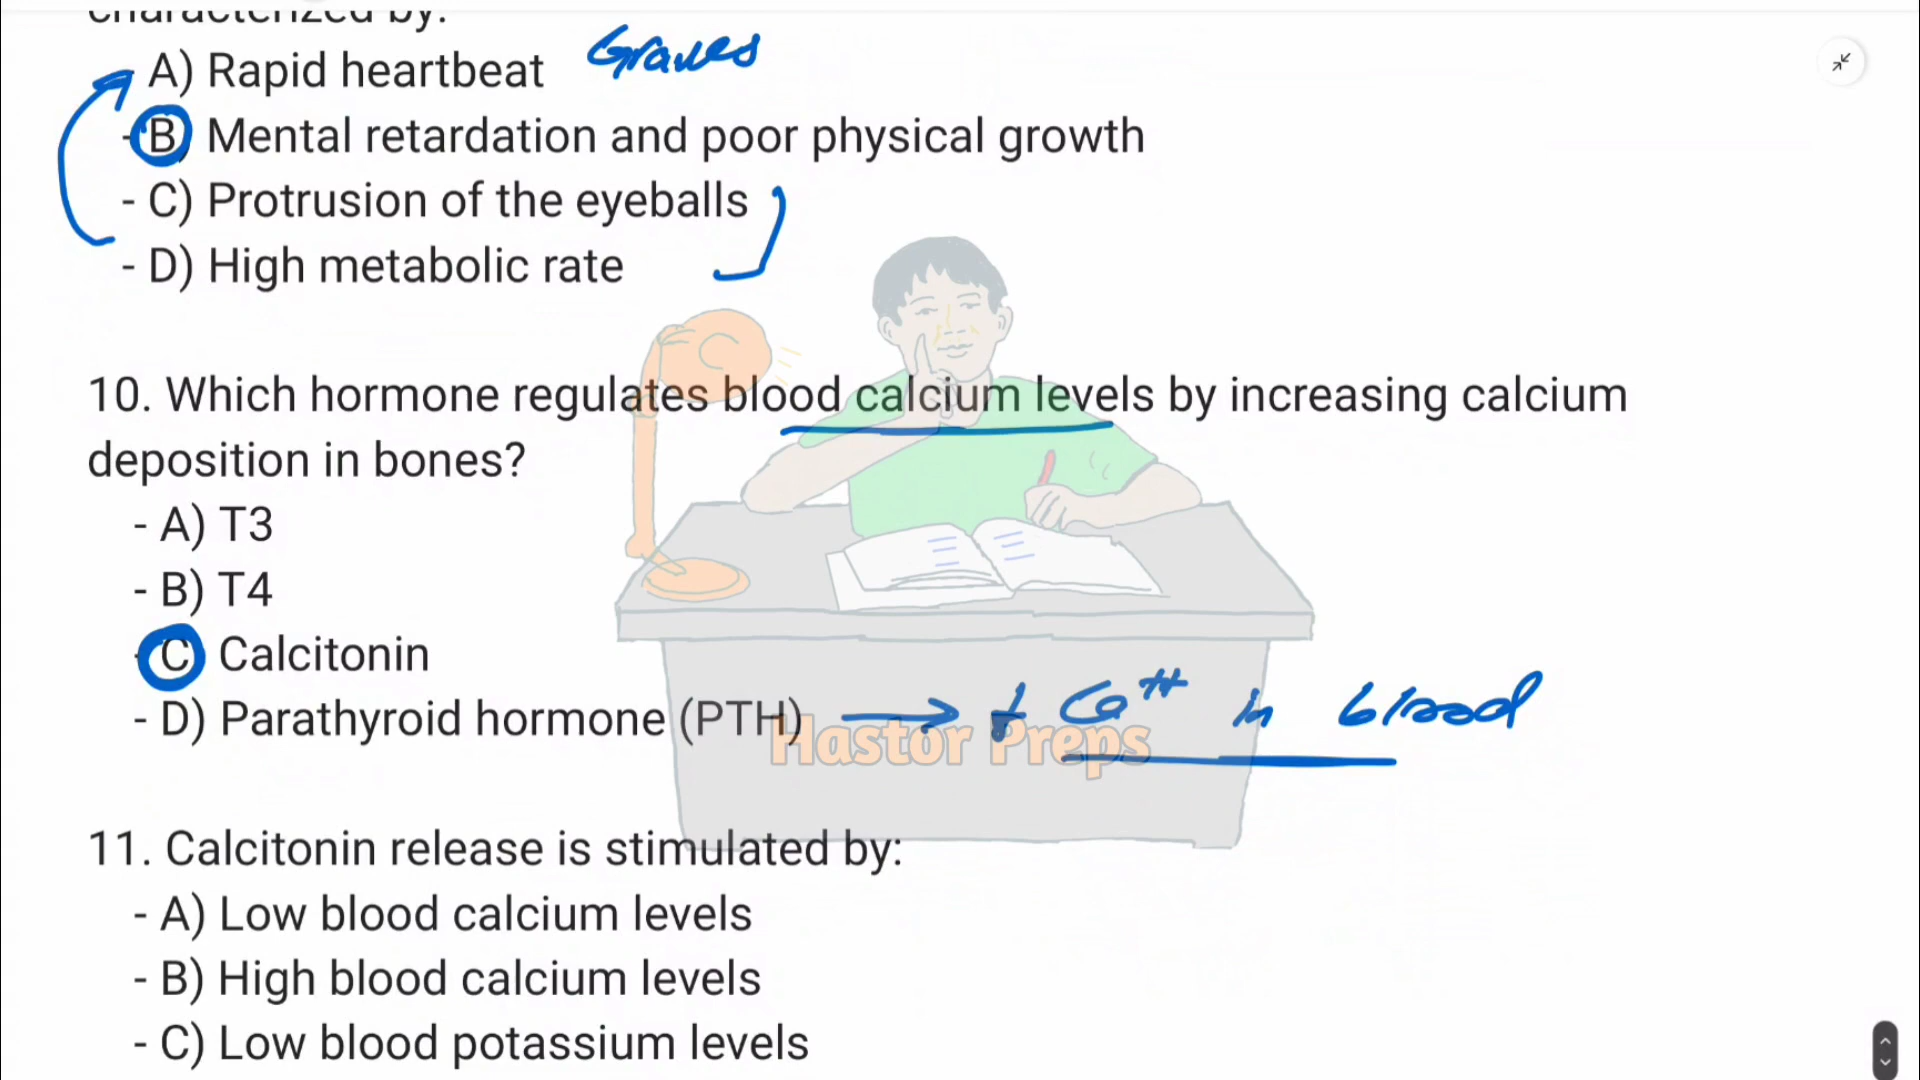 characterized by:
A) Rapid heartbeat Graves
- B) Mental retardation and poor physical growth
- C) Protrusion of the eyeballs
- D) High metabolic rate
10. Which hormone regulates blood calcium levels by increasing calcium
deposition in bones?
- A) T3
- B) T4
- C) Calcitonin
- D) Parathyroid hormone (PTH) → ↑ Ca++ in blood
Hastor Preps
11. Calcitonin release is stimulated by:
- A) Low blood calcium levels
- B) High blood calcium levels
- C) Low blood potassium levels